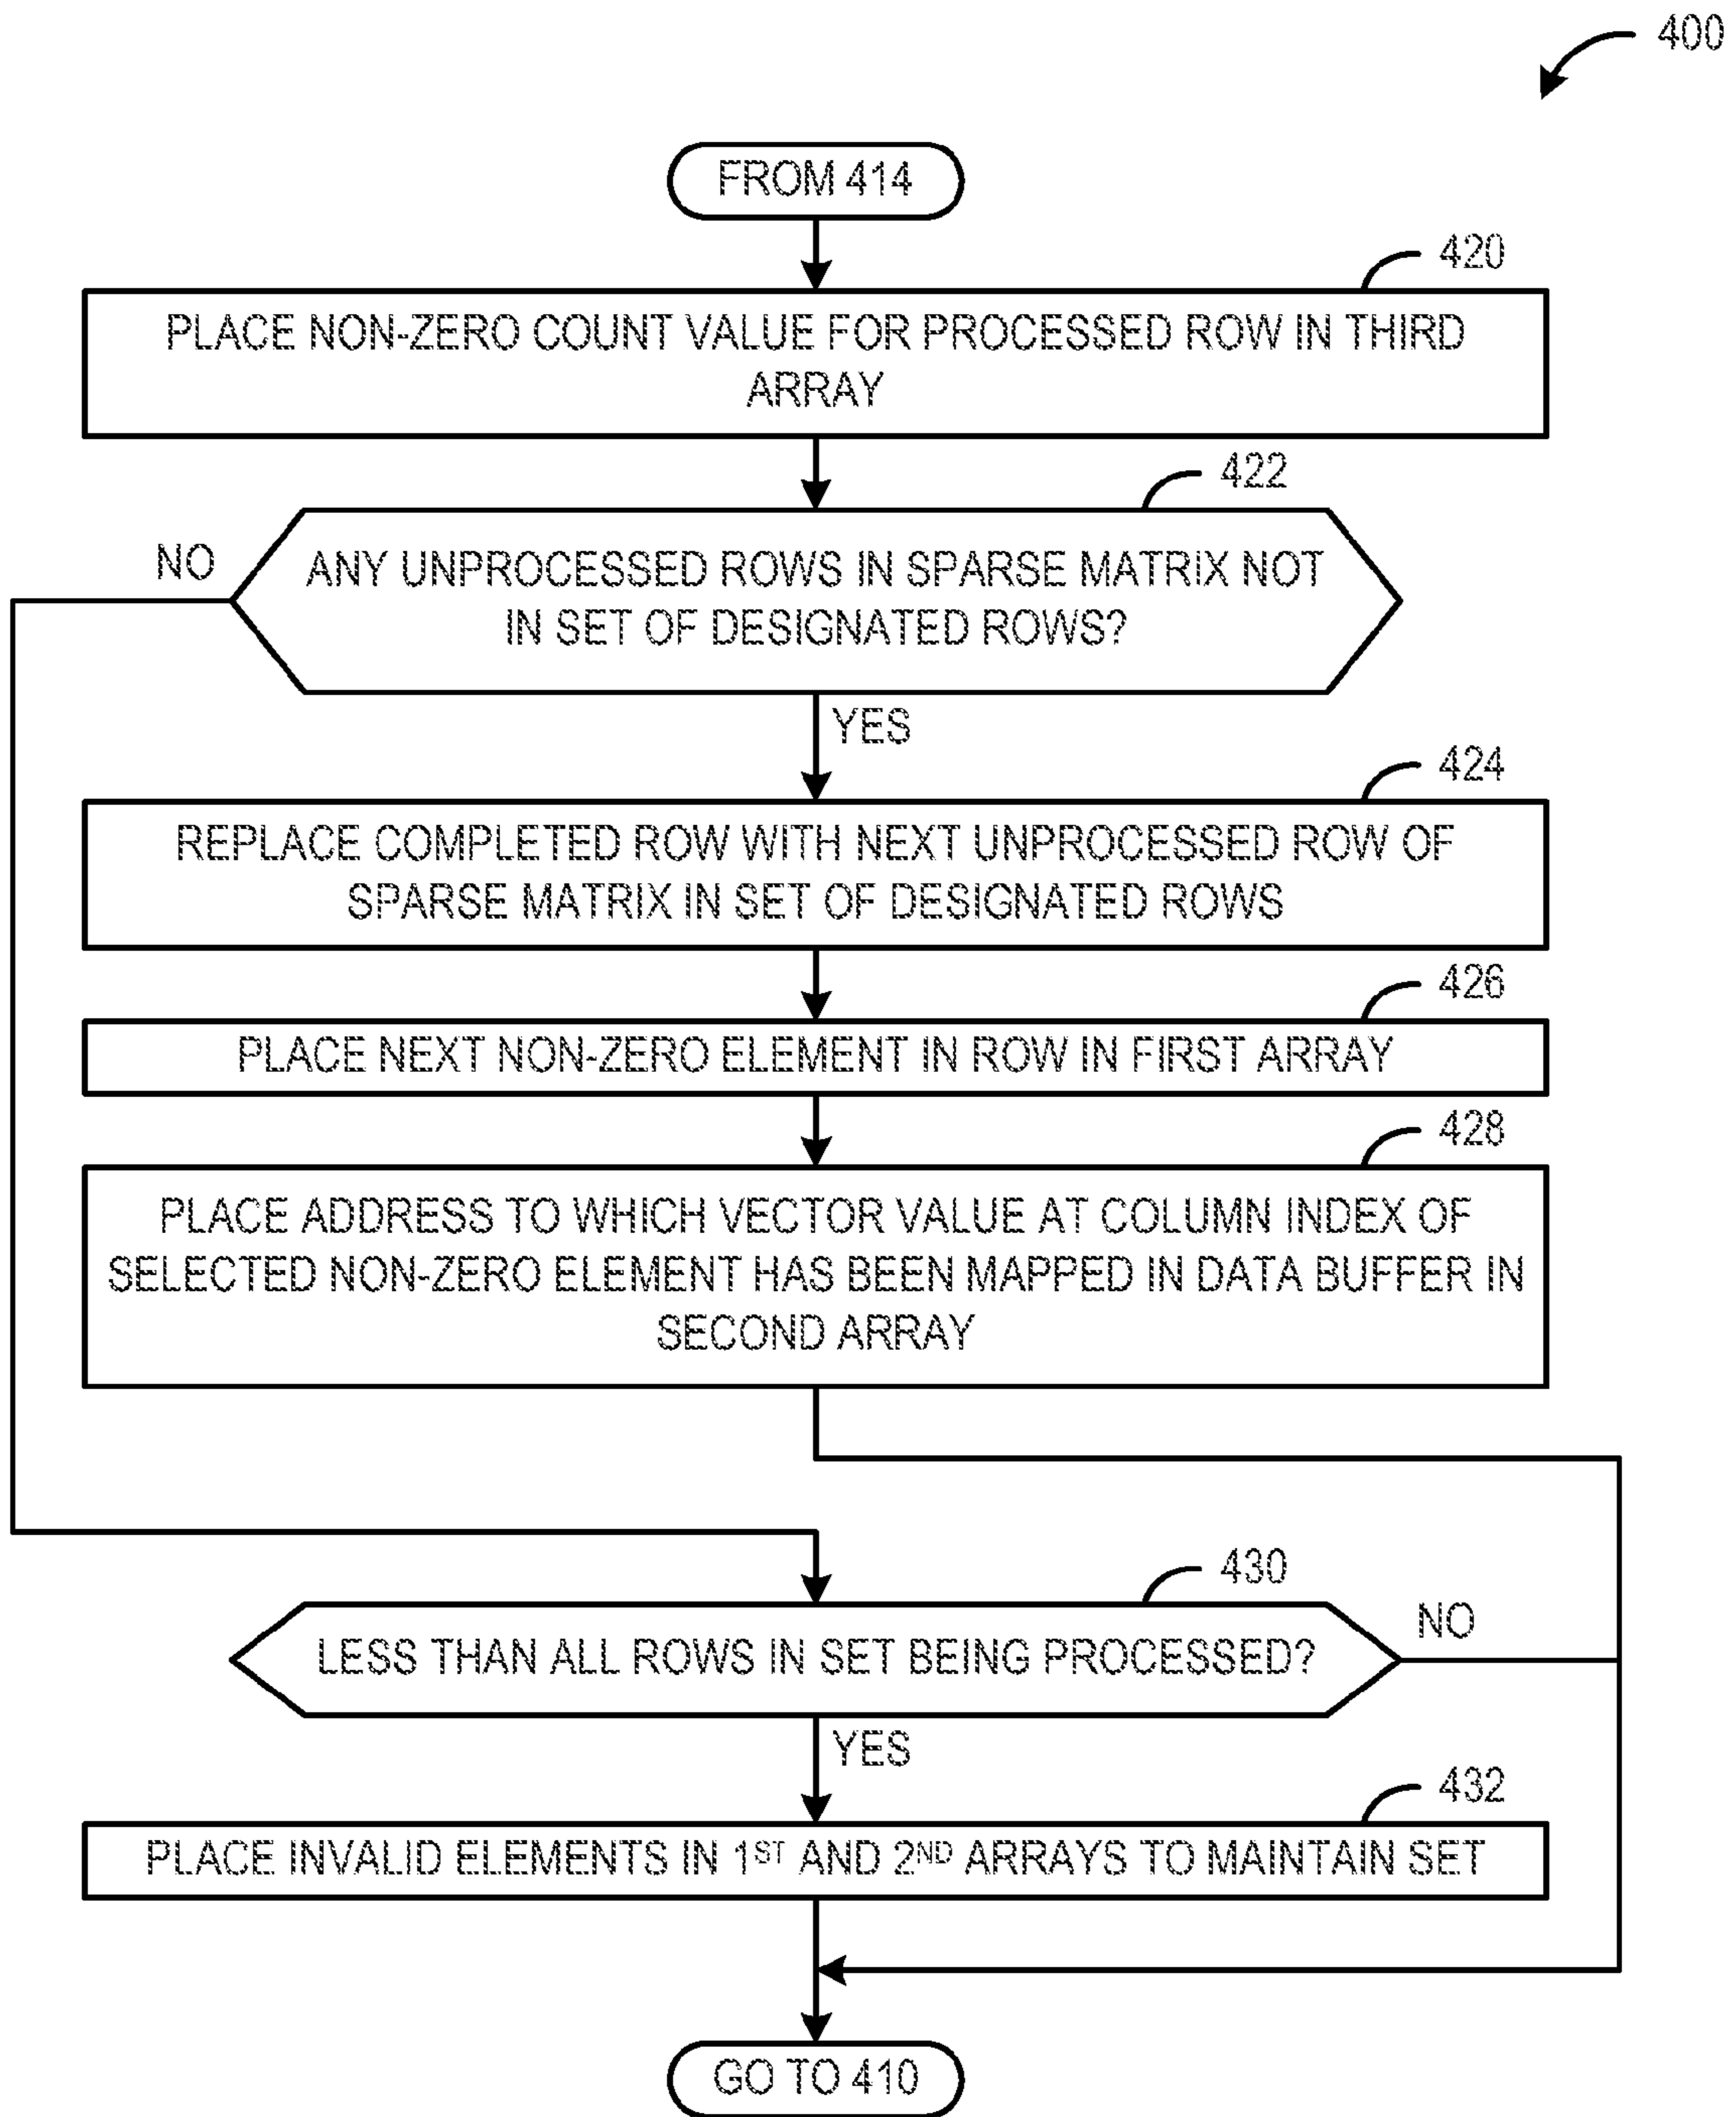 400
FROM 414
420
PLACE NON-ZERO COUNT VALUE FOR PROCESSED ROW IN THIRD
ARRAY
422
NO
ANY UNPROCESSED ROWS IN SPARSE MATRIX NOT
IN SET OF DESIGNATED ROWS?
YES
424
REPLACE COMPLETED ROW WITH NEXT UNPROCESSED ROW OF
SPARSE MATRIX IN SET OF DESIGNATED ROWS
426
PLACE NEXT NON-ZERO ELEMENT IN ROW IN FIRST ARRAY
428
PLACE ADDRESS TO WHICH VECTOR VALUE AT COLUMN INDEX OF
SELECTED NON-ZERO ELEMENT HAS BEEN MAPPED IN DATA BUFFER IN
SECOND ARRAY
430
NO
LESS THAN ALL ROWS IN SET BEING PROCESSED?
YES
432
PLACE INVALID ELEMENTS IN 1ST AND 2ND ARRAYS TO MAINTAIN SET
GO TO 410